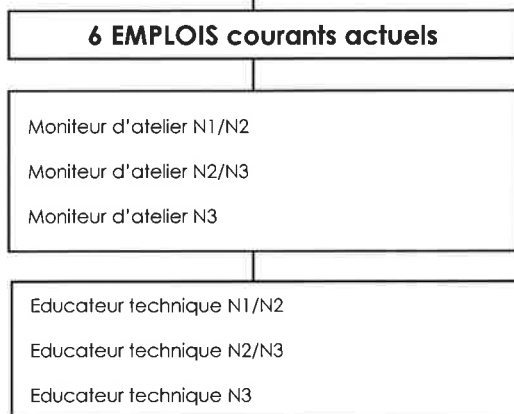 6 EMPLOIS courants actuels
Moniteur d'atelier N1/N2
Moniteur d'atelier N2/N3
Moniteur d'atelier N3
Educateur technique N1/N2
Educateur technique N2/N3
Educateur technique N3